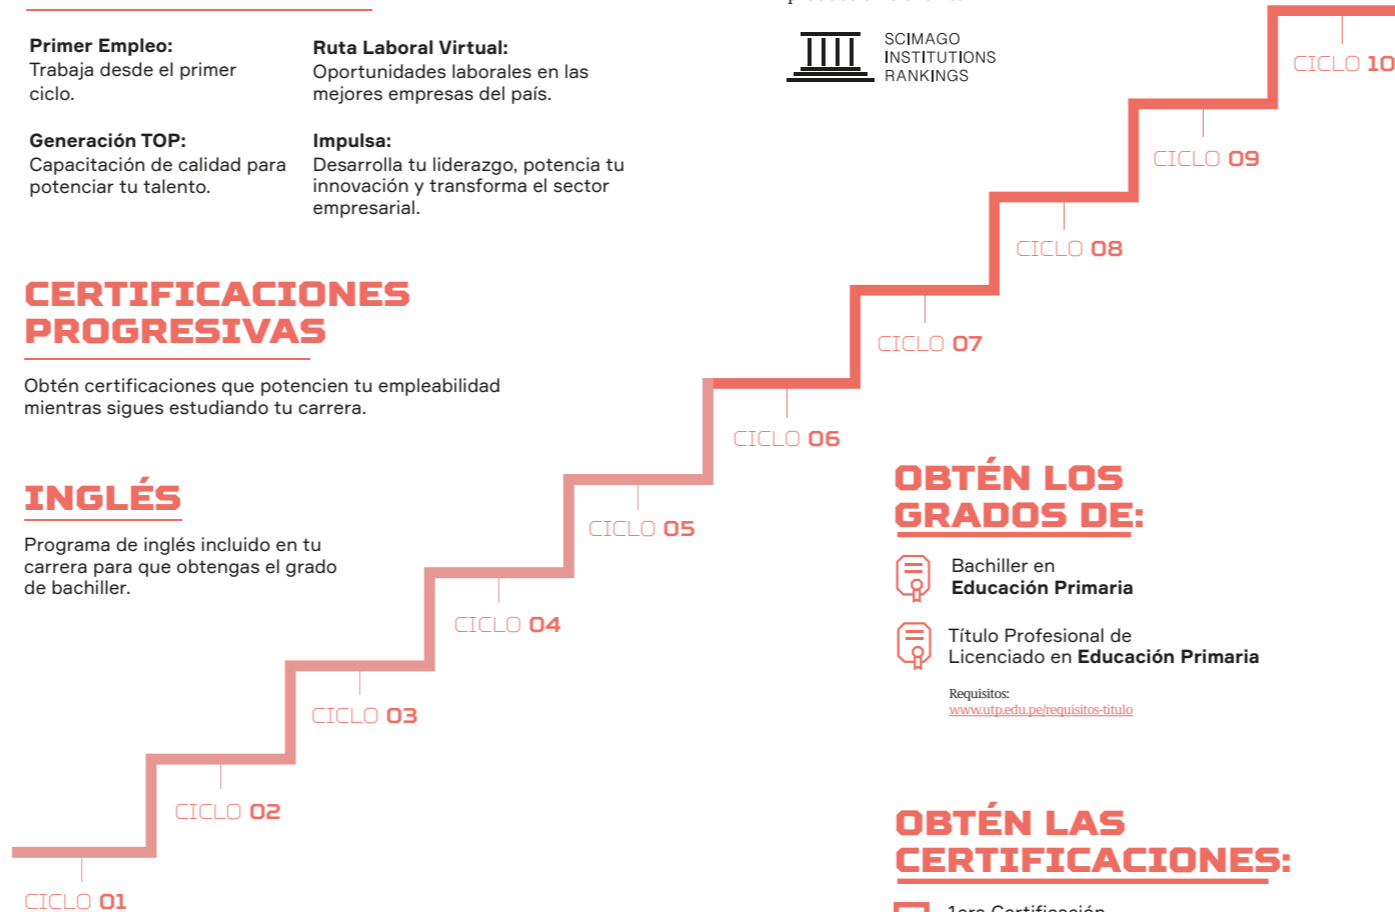 Primer Empleo:
Trabaja desde el primer
ciclo.
Ruta Laboral Virtual:
Oportunidades laborales en las
mejores empresas del país.
Generación TOP:
Capacitación de calidad para
potenciar tu talento.
Impulsa:
Desarrolla tu liderazgo, potencia tu
innovación y transforma el sector
empresarial.
SCIMAGO
INSTITUTIONS
RANKINGS
CERTIFICACIONES
PROGRESIVAS
Obtén certificaciones que potencien tu empleabilidad
mientras sigues estudiando tu carrera.
INGLÉS
Programa de inglés incluido en tu
carrera para que obtengas el grado
de bachiller.
CICLO 10
CICLO 09
CICLO 08
CICLO 07
CICLO 06
CICLO 05
CICLO 04
CICLO 03
CICLO 02
CICLO 01
OBTÉN LOS
GRADOS DE:
Bachiller en
Educación Primaria
Título Profesional de
Licenciado en Educación Primaria
Requisitos:
www.utp.edu.pe/requisitos-titulo
OBTÉN LAS
CERTIFICACIONES:
1era Certificación